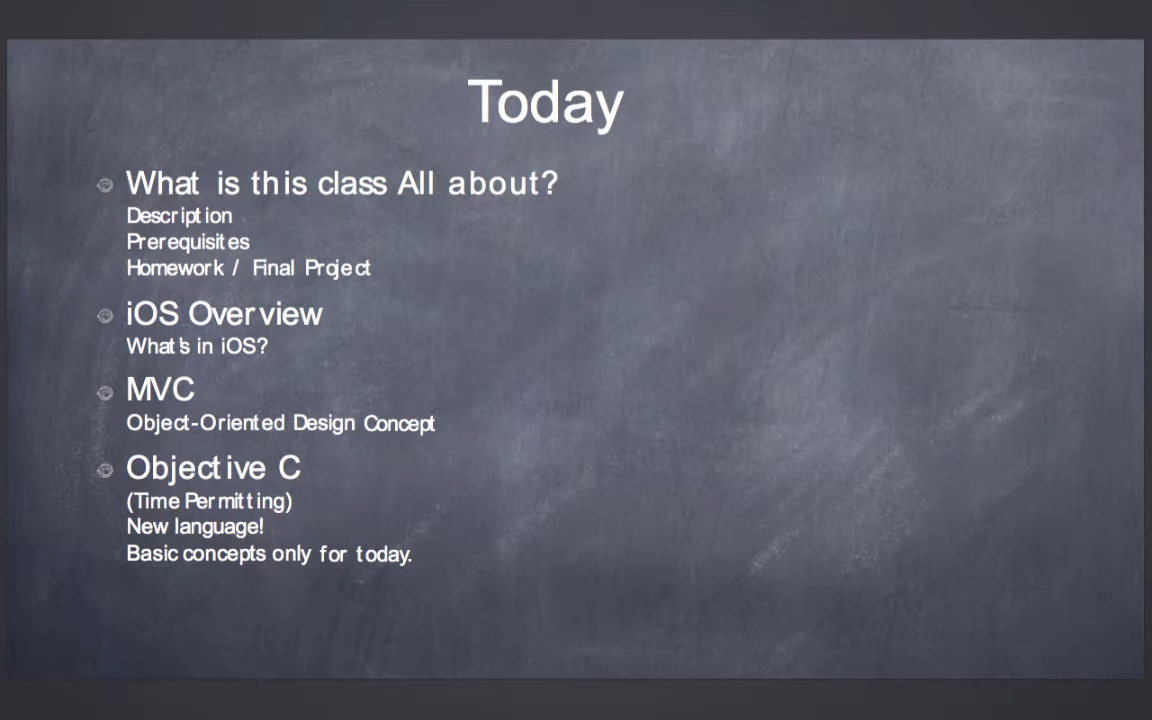 Today
What is this class All about?
Description
Prerequisites
Homework / Final Project
iOS Overview
What's in iOS?
MVC
Object-Oriented Design Concept
Objective C
(Time Permitting)
New language!
Basic concepts only for today.